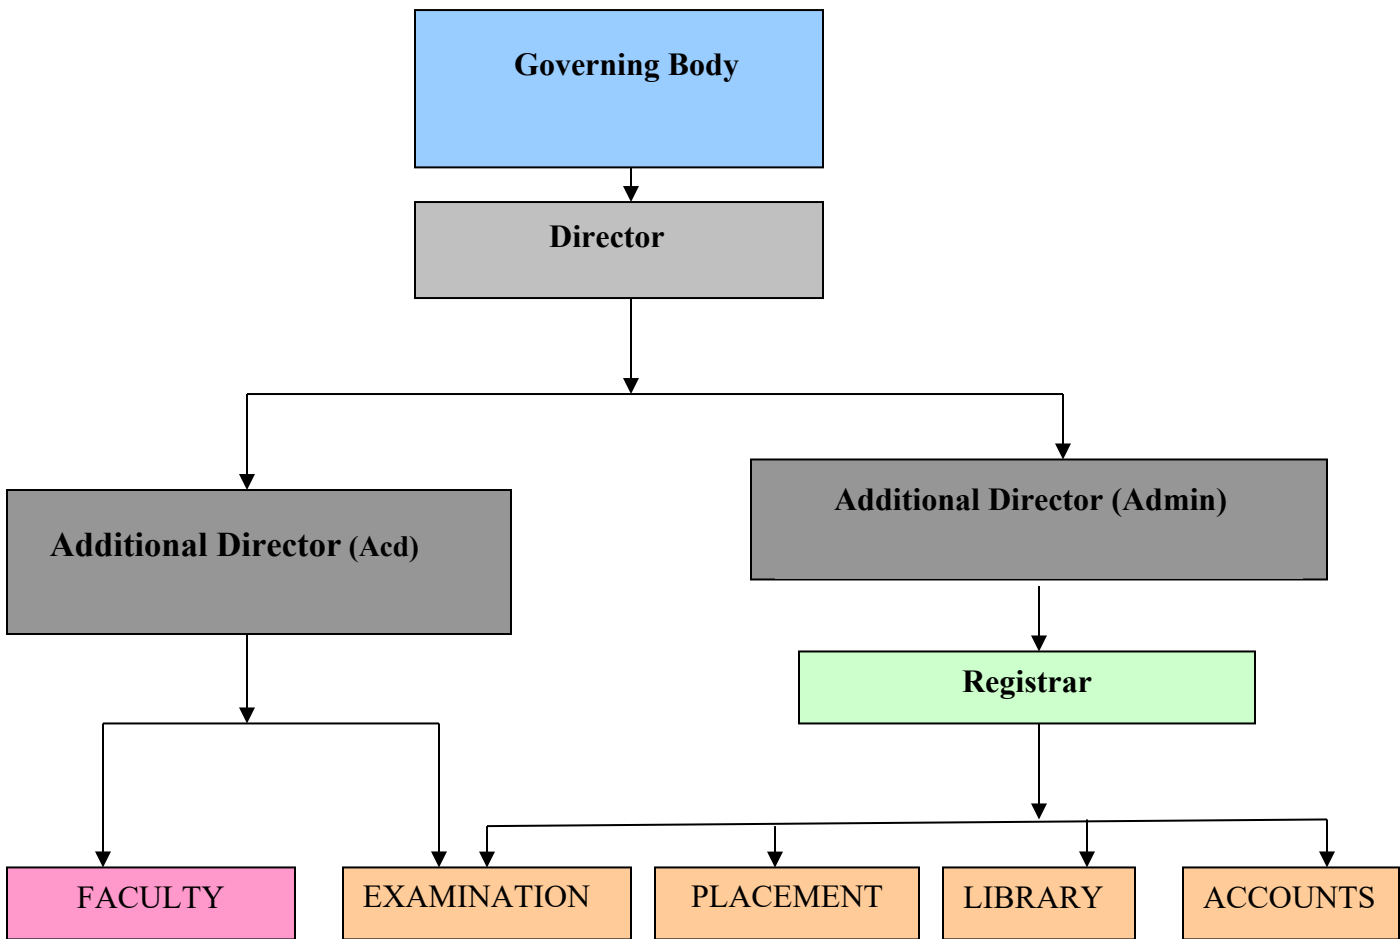 Governing Body
Director
Additional Director (Admin)
Additional Director (Acd)
Registrar
FACULTY
EXAMINATION
PLACEMENT
LIBRARY
ACCOUNTS